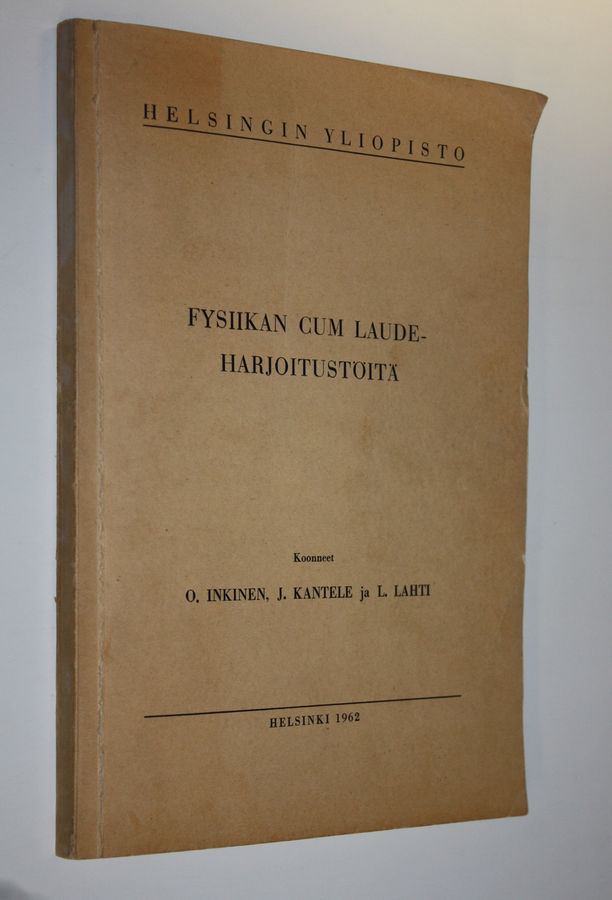 HELSINGIN YLIOPISTO
FYSIIKAN CUM LAUDE-
HARJOITUSTÖITÄ
Koonneet
O. INKINEN, J. KANTELE ja L. LAHTI
HELSINKI 1962